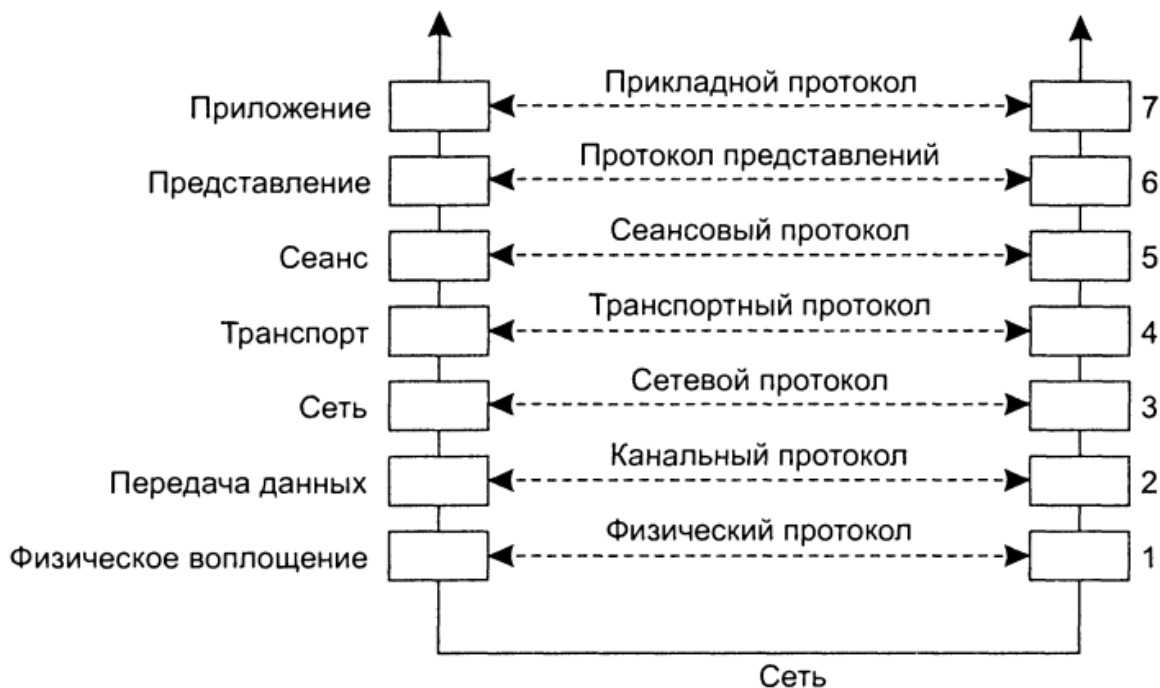 Приложение Прикладной протокол 7
Представление Протокол представлений 6
Сеанс Сеансовый протокол 5
Транспорт Транспортный протокол 4
Сеть Сетевой протокол 3
Передача данных Канальный протокол 2
Физическое воплощение Физический протокол 1
Сеть